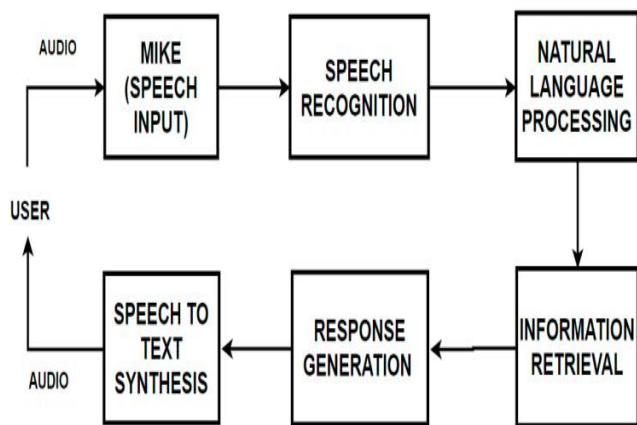 AUDIO
MIKE
(SPEECH
INPUT)
SPEECH
RECOGNITION
NATURAL
LANGUAGE
PROCESSING
USER
SPEECH TO
TEXT
SYNTHESIS
RESPONSE
GENERATION
INFORMATION
RETRIEVAL
AUDIO